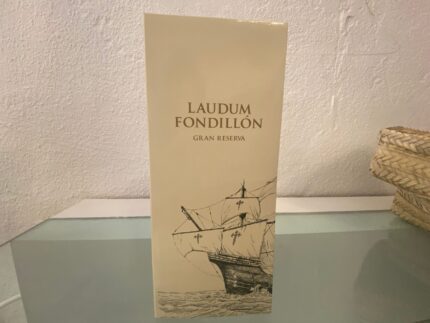 LAUDUM
FONDILLÓN
GRAN RESERVA